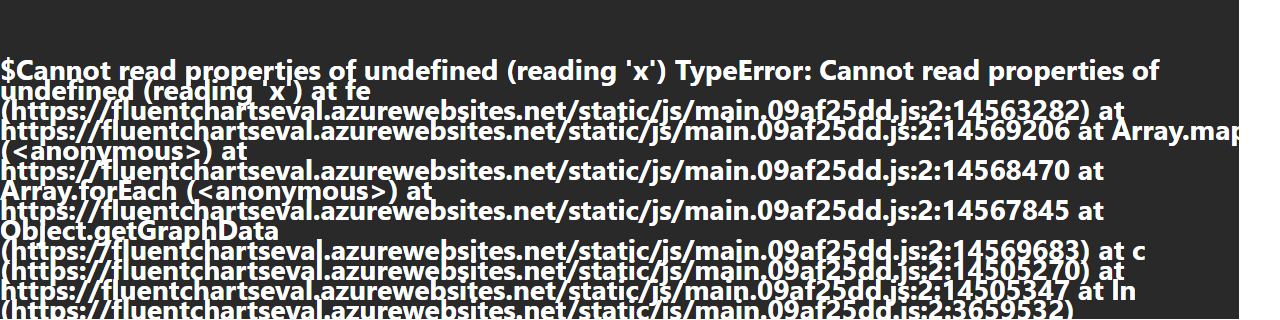 $Cannot read properties of undefined (reading 'x') TypeError: Cannot read properties of
undefined (reading 'x') at fe
(https://fluentchartseval.azurewebsites.net/static/js/main.09af25dd.js:2:14563282) at
https://fluentchartseval.azurewebsites.net/static/js/main.09af25dd.js:2:14569206 at Array.map
(<anonymous>) at
https://fluentchartseval.azurewebsites.net/static/js/main.09af25dd.js:2:14568470 at
Array.forEach (<anonymous>) at
https://fluentchartseval.azurewebsites.net/static/js/main.09af25dd.js:2:14567845 at
Object.getGraphData
(https://fluentchartseval.azurewebsites.net/static/js/main.09af25dd.js:2:14569683) at c
(https://fluentchartseval.azurewebsites.net/static/js/main.09af25dd.js:2:14505270) at
https://fluentchartseval.azurewebsites.net/static/js/main.09af25dd.js:2:14505347 at ln
(https://fluentchartseval.azurewebsites.net/static/js/main.09af25dd.js:2:3659532)